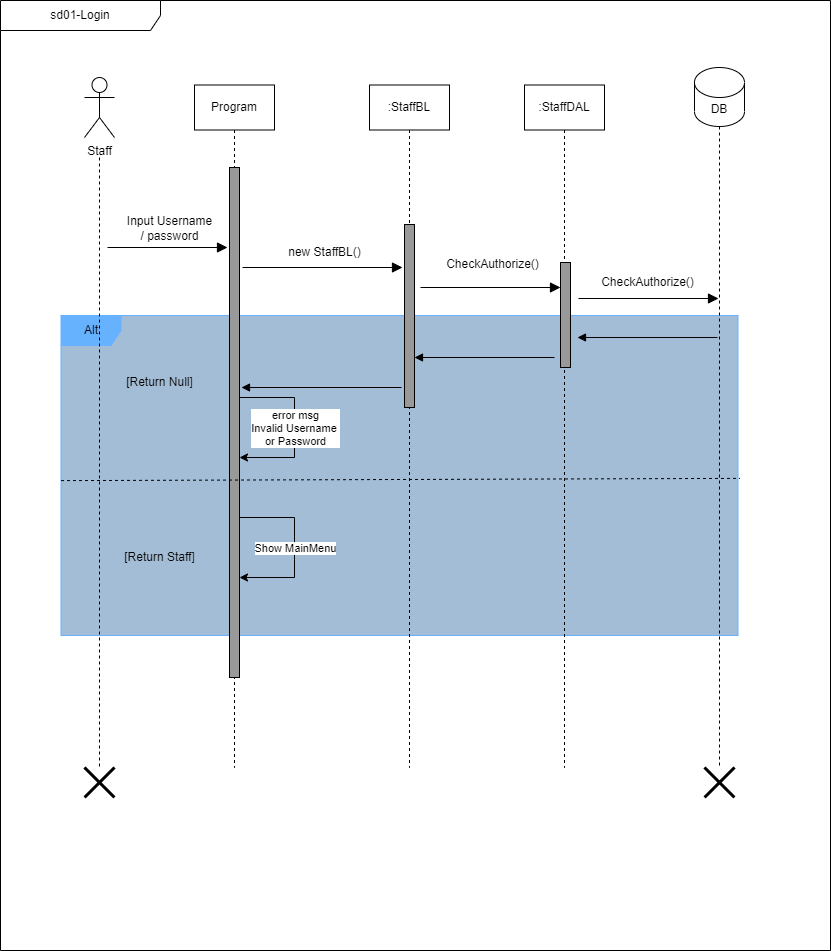 sd01-Login
Program
:StaffBL
:StaffDAL
DB
Staff
Input Username
/ password
new StaffBL()
CheckAuthorize()
CheckAuthorize()
Alt
[Return Null]
error msg
Invalid Username
or Password
[Return Staff]
Show MainMenu